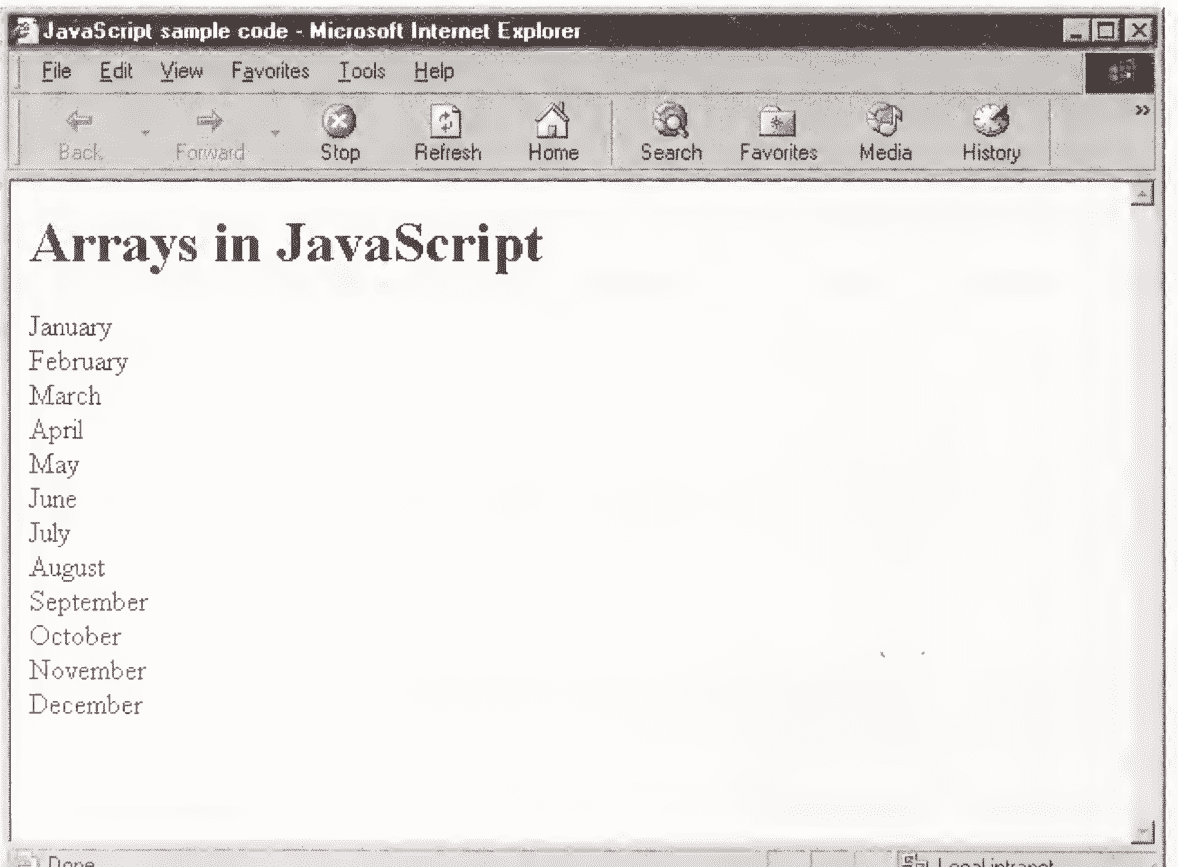 JavaScript sample code - Microsoft Internet Explorer
File Edit View Favorites Tools Help
Back Forward Stop Refresh Home Search Favorites Media History »
Arrays in JavaScript
January
February
March
April
May
June
July
August
September
October
November
December
Done Local intranet